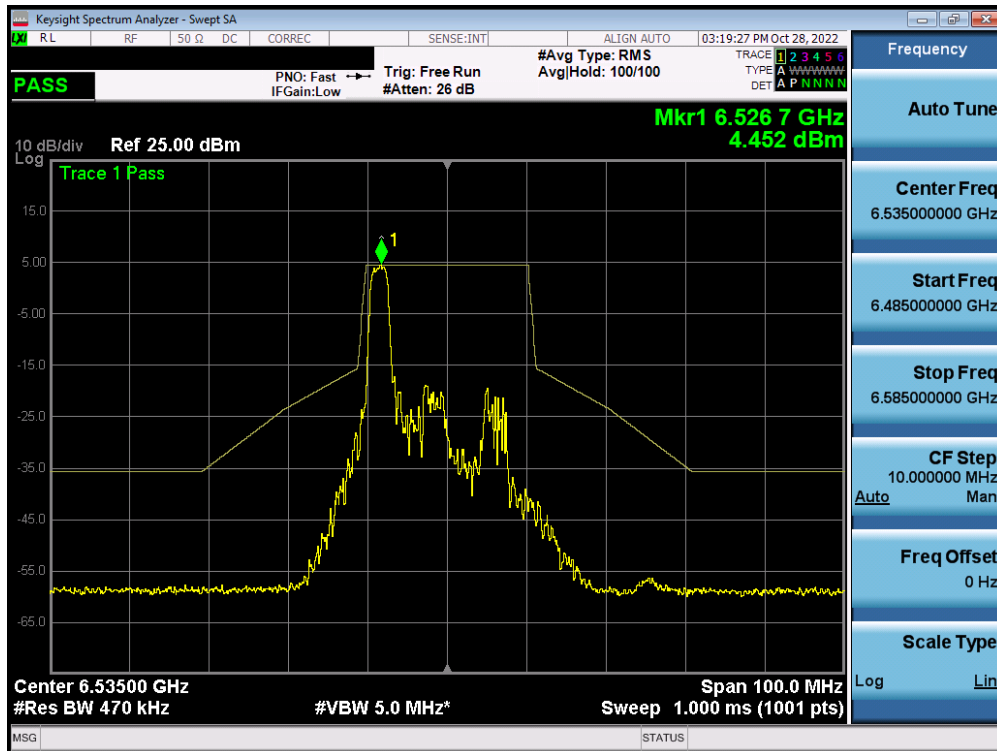 Keysight Spectrum Analyzer - Swept SA
LXI RL RF 50 Ω DC CORREC SENSE:INT ALIGN AUTO 03:19:27 PM Oct 28, 2022
PASS
PNO: Fast
IFGain:Low
Trig: Free Run
#Atten: 26 dB
#Avg Type: RMS
Avg|Hold: 100/100
TRACE 1 2 3 4 5 6
TYPE A WWWWWW
DET A P N N N N
Mkr1 6.526 7 GHz
4.452 dBm
10 dB/div Ref 25.00 dBm
Log
Trace 1 Pass
1
15.0
5.00
-5.00
-15.0
-25.0
-35.0
-45.0
-55.0
-65.0
Center 6.53500 GHz Span 100.0 MHz
#Res BW 470 kHz #VBW 5.0 MHz* Sweep 1.000 ms (1001 pts)
MSG STATUS
Frequency
Auto Tune
Center Freq
6.535000000 GHz
Start Freq
6.485000000 GHz
Stop Freq
6.585000000 GHz
CF Step
10.000000 MHz
Auto Man
Freq Offset
0 Hz
Scale Type
Log Lin